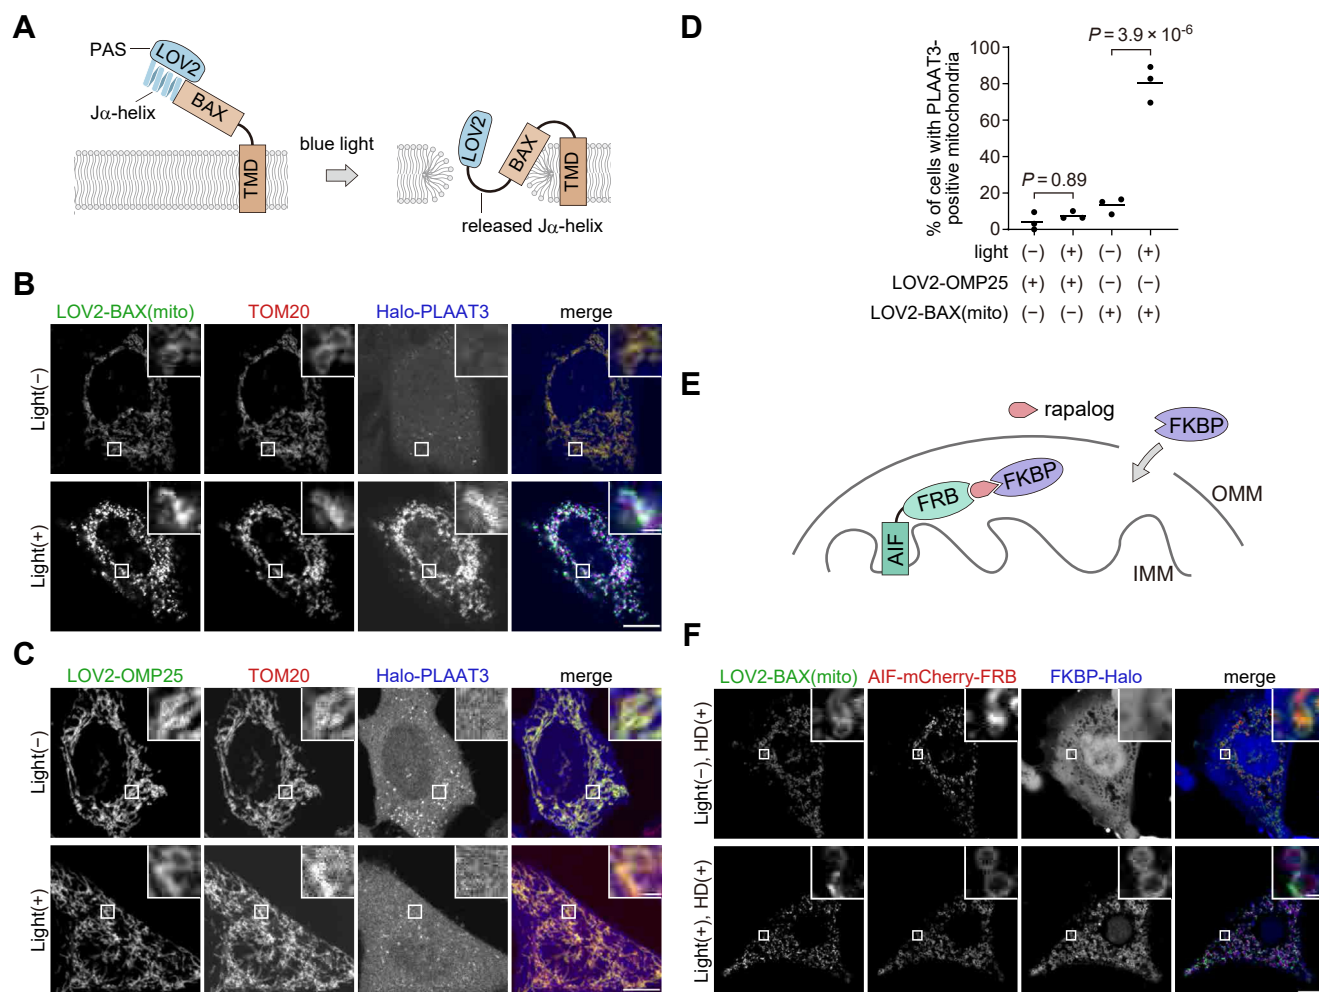 A
PAS
LOV2
Jα-helix
BAX
TMD
blue light
LOV2
BAX
TMD
released Jα-helix
B
LOV2-BAX(mito) TOM20 Halo-PLAAT3 merge
Light(−)
Light(+)
C
LOV2-OMP25 TOM20 Halo-PLAAT3 merge
Light(−)
Light(+)
D
% of cells with PLAAT3-
positive mitochondria
100
80
60
40
20
0
P = 0.89
P = 3.9 × 10-6
light (−) (+) (−) (+)
LOV2-OMP25 (+) (+) (−) (−)
LOV2-BAX(mito) (−) (−) (+) (+)
E
rapalog
FKBP
FRB
FKBP
AIF
OMM
IMM
F
LOV2-BAX(mito) AIF-mCherry-FRB FKBP-Halo merge
Light(−), HD(+)
Light(+), HD(+)